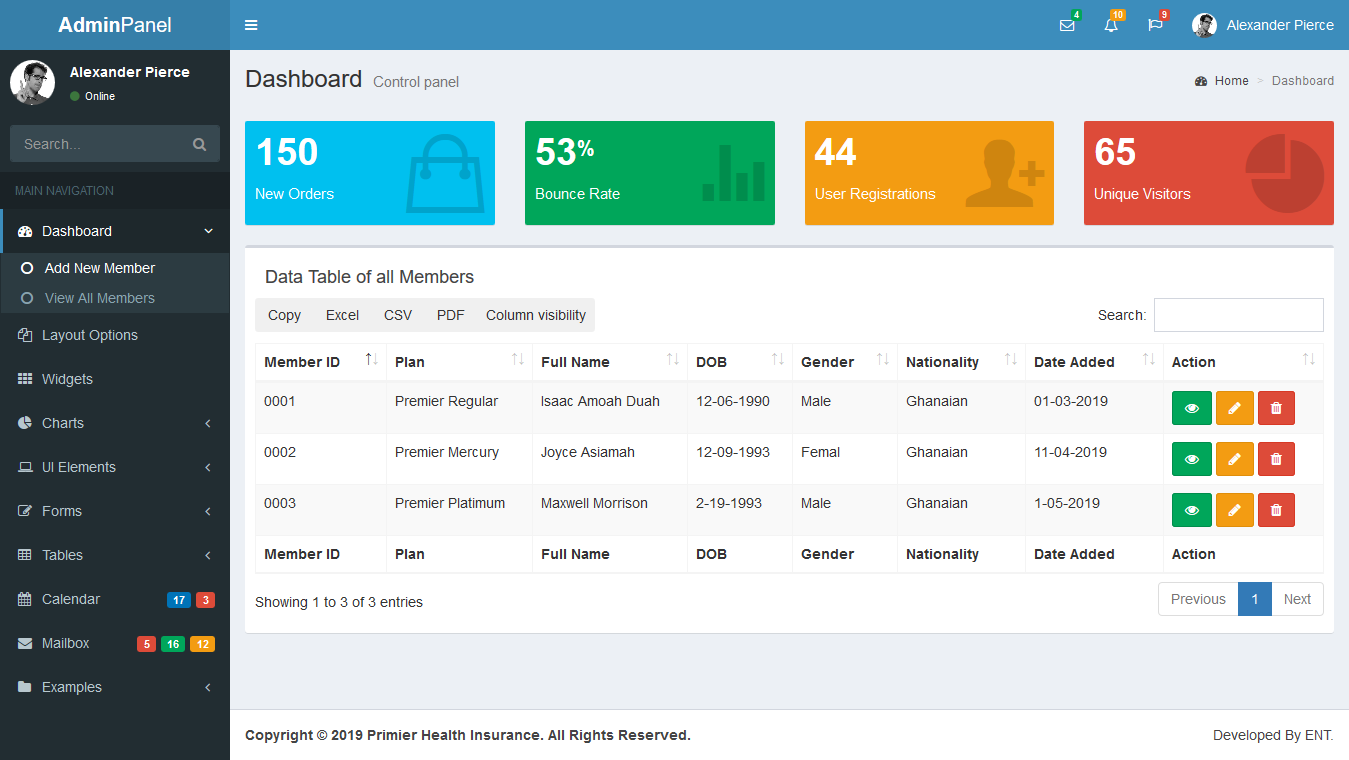 AdminPanel
4
10
9
Alexander Pierce
Alexander Pierce
Online
Search...
MAIN NAVIGATION
Dashboard
Add New Member
View All Members
Layout Options
Widgets
Charts
UI Elements
Forms
Tables
Calendar 17 3
Mailbox 5 16 12
Examples
Dashboard Control panel
Home > Dashboard
150
New Orders
53%
Bounce Rate
44
User Registrations
65
Unique Visitors
Data Table of all Members
Copy Excel CSV PDF Column visibility
Search:
Member ID Plan Full Name DOB Gender Nationality Date Added Action
0001 Premier Regular Isaac Amoah Duah 12-06-1990 Male Ghanaian 01-03-2019
0002 Premier Mercury Joyce Asiamah 12-09-1993 Femal Ghanaian 11-04-2019
0003 Premier Platimum Maxwell Morrison 2-19-1993 Male Ghanaian 1-05-2019
Member ID Plan Full Name DOB Gender Nationality Date Added Action
Showing 1 to 3 of 3 entries
Previous 1 Next
Copyright © 2019 Primier Health Insurance. All Rights Reserved.
Developed By ENT.